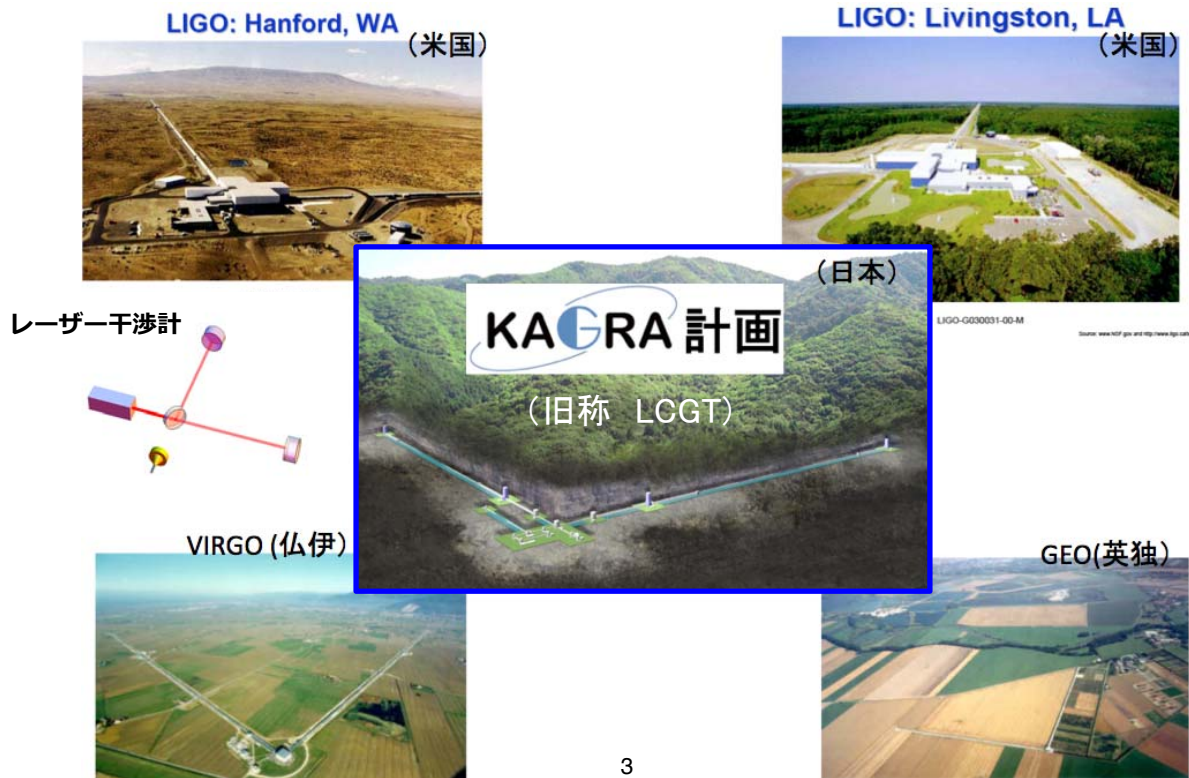 LIGO: Hanford, WA
（米国）
LIGO: Livingston, LA
（米国）
（日本）
KAGRA 計画
（旧称　LCGT）
レーザー干渉計
LIGO-G030031-00-M
VIRGO (仏伊）
GEO(英独）
3